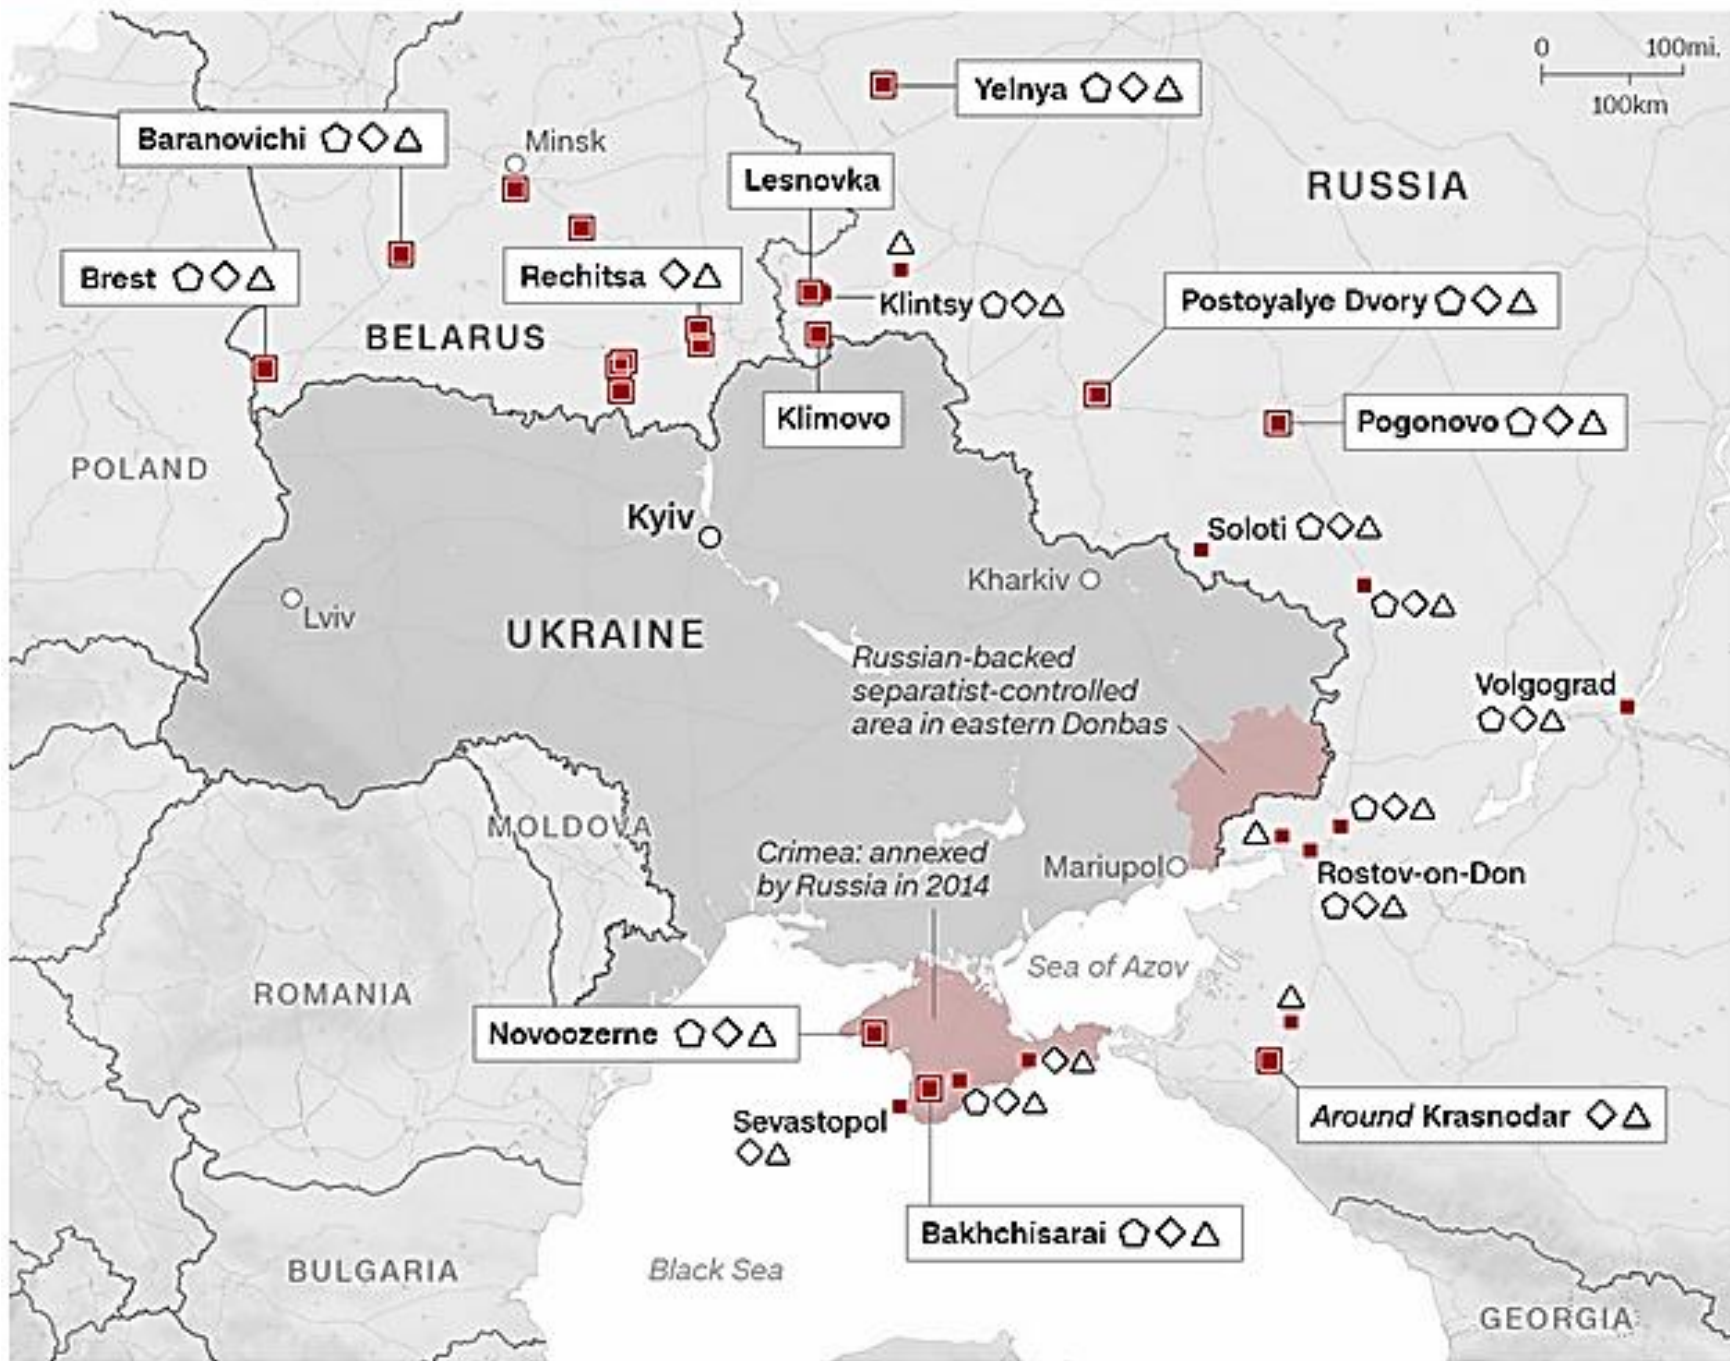 0 100mi.
100km
Yelnya
Baranovichi
Minsk
Lesnovka
RUSSIA
Brest
Rechitsa
Klintsy
Postoyalye Dvory
BELARUS
Klimovo
Pogonovo
POLAND
Kyiv
Soloti
Kharkiv
Lviv
UKRAINE
Russian-backed
separatist-controlled
area in eastern Donbas
Volgograd
MOLDOVA
Crimea: annexed
by Russia in 2014
Mariupol
Rostov-on-Don
Sea of Azov
ROMANIA
Novoozerne
Sevastopol
Around Krasnodar
Bakhchisarai
BULGARIA
Black Sea
GEORGIA